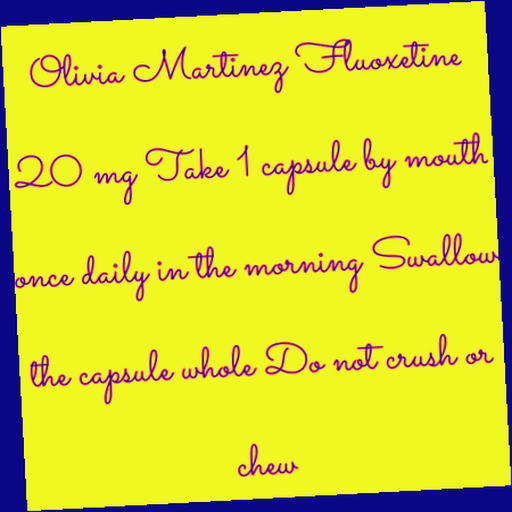 Olivia Martinez Fluoxetine
20 mg Take 1 capsule by mouth
once daily in the morning Swallow
the capsule whole Do not crush or
chew